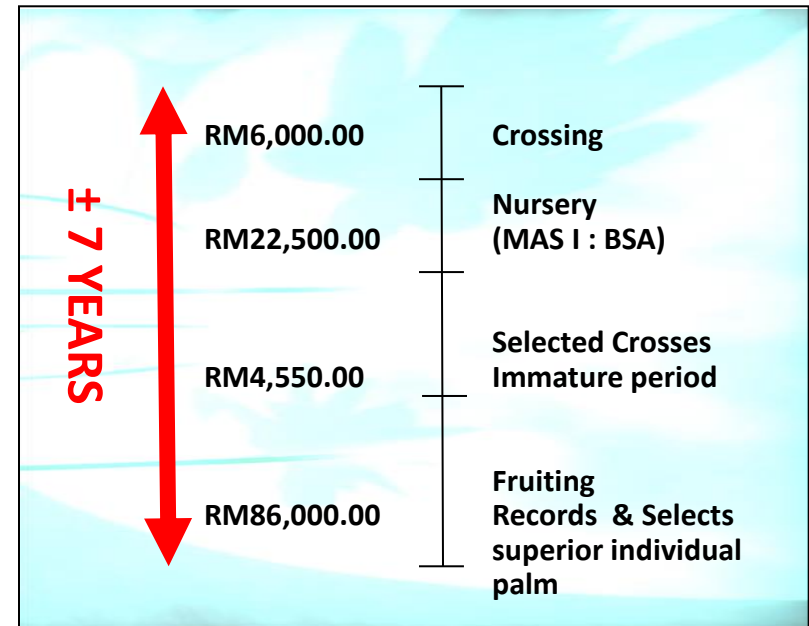 ± 7 YEARS
RM6,000.00 Crossing
Nursery
RM22,500.00 (MAS I : BSA)
Selected Crosses
RM4,550.00 Immature period
Fruiting
RM86,000.00 Records & Selects
superior individual
palm